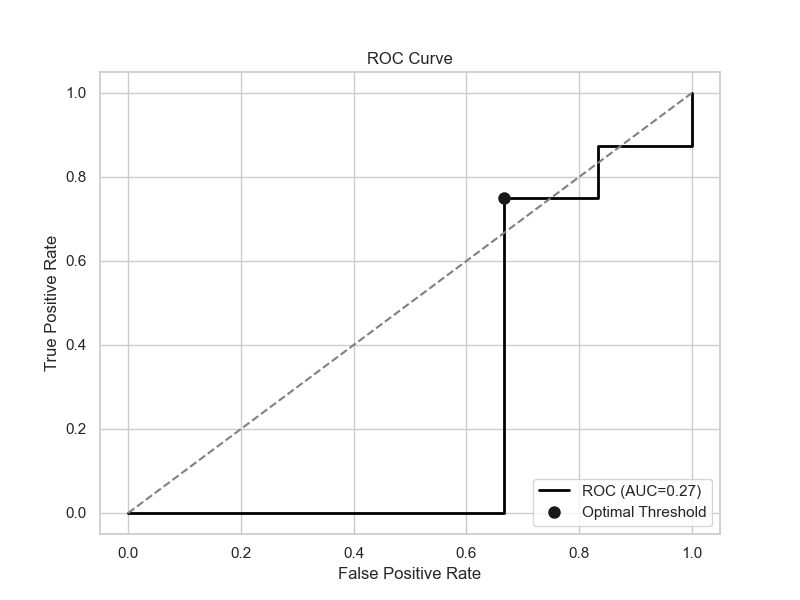 ROC Curve
1.0
0.8
0.6
0.4
0.2
0.0
True Positive Rate
0.0 0.2 0.4 0.6 0.8 1.0
False Positive Rate
ROC (AUC=0.27)
Optimal Threshold